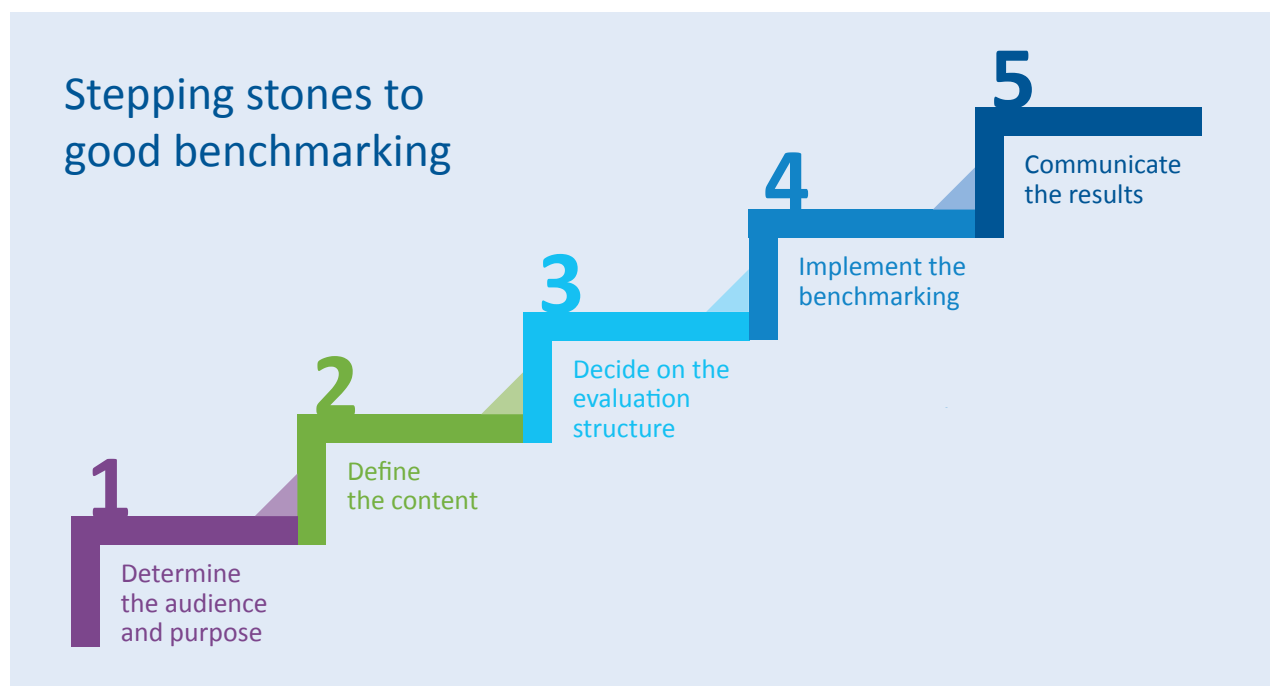 Stepping stones to
good benchmarking
1
Determine
the audience
and purpose
2
Define
the content
3
Decide on the
evaluation
structure
4
Implement the
benchmarking
5
Communicate
the results